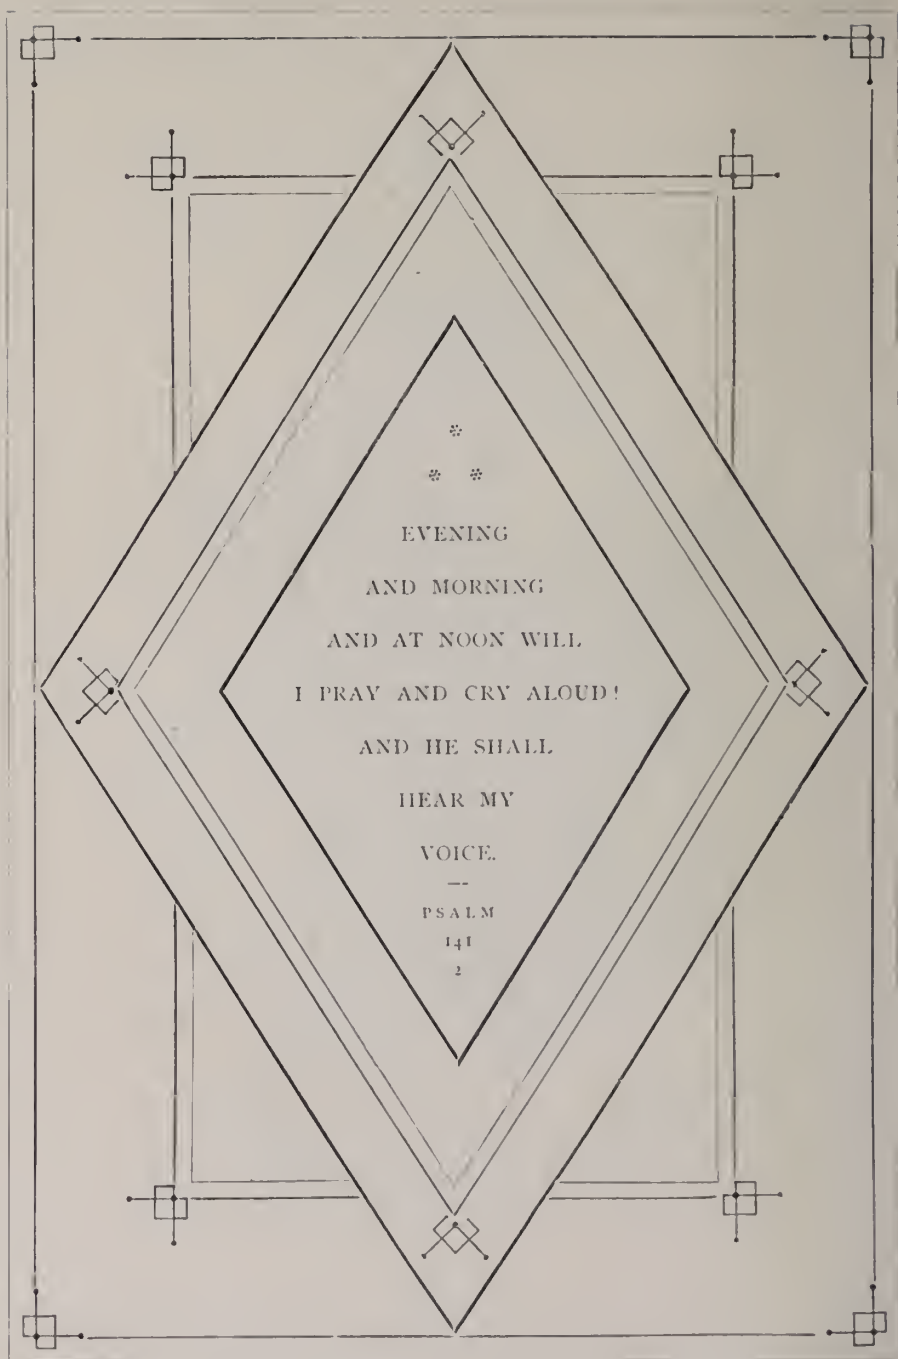 EVENING
AND MORNING
AND AT NOON WILL
I PRAY AND CRY ALOUD!
AND HE SHALL
HEAR MY
VOICE.
PSALM
141
2